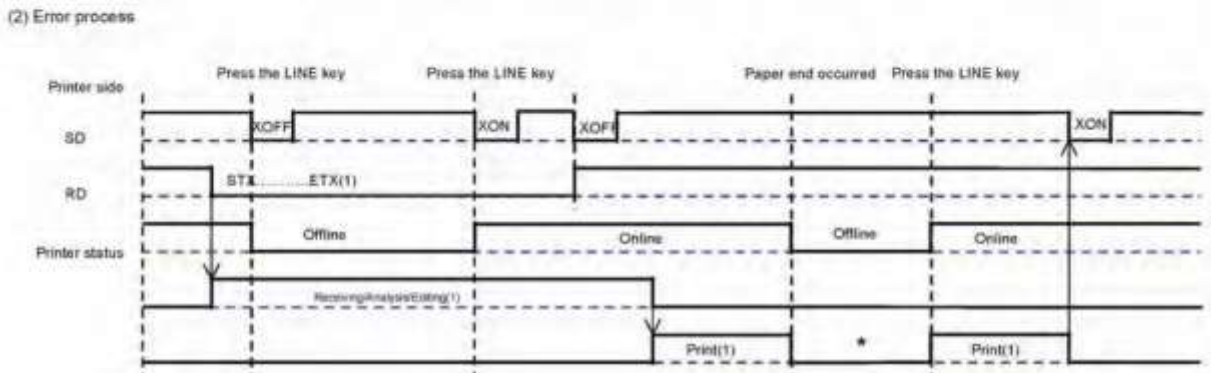 (2) Error process
Press the LINE key Press the LINE key Paper end occurred Press the LINE key
Printer side
SD XOFF XON XOFF XON
RD STX............ETX(1)
Printer status Offline Online Offline Online
Receiving/Analysis/Editing(1)
Print(1) * Print(1)